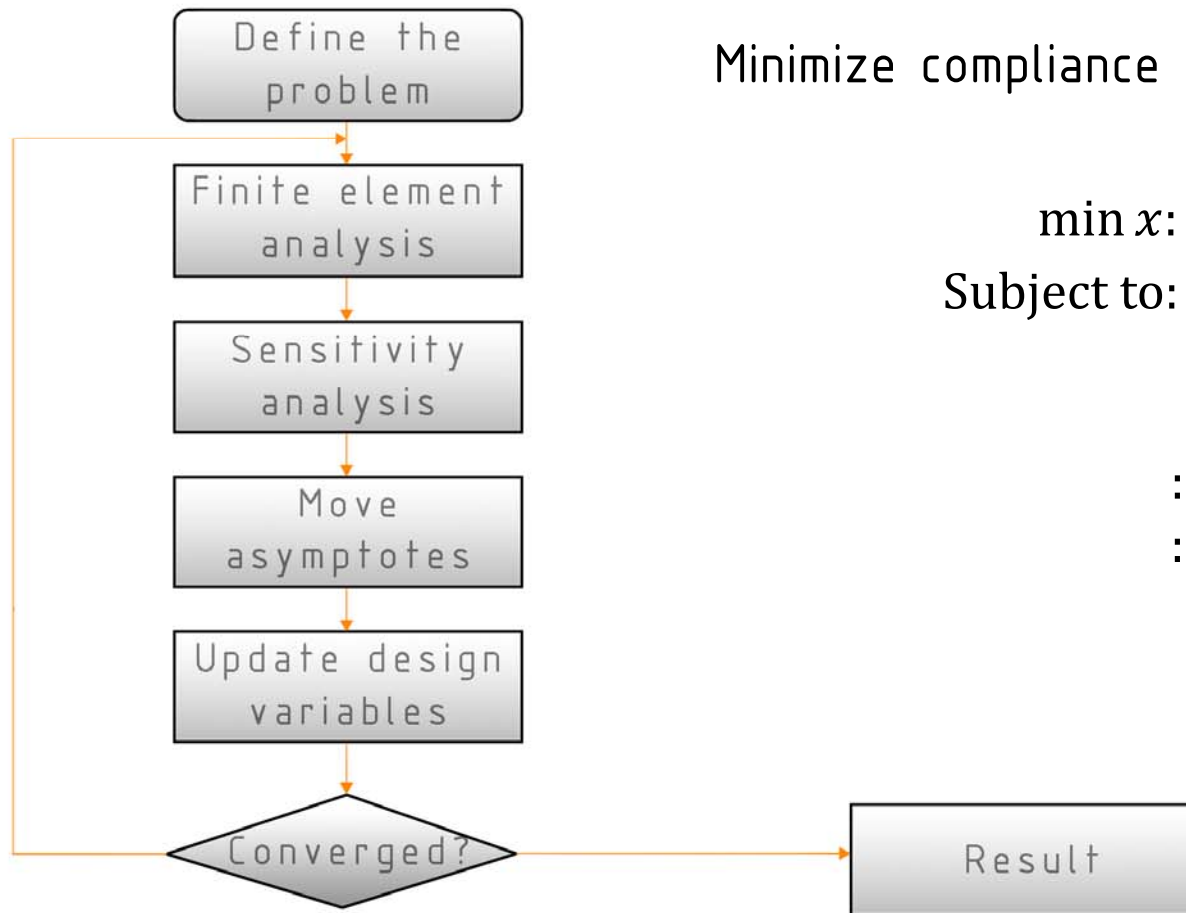 Define the
problem
Finite element
analysis
Sensitivity
analysis
Move
asymptotes
Update design
variables
Converged?
Result
Minimize compliance
min x:
Subject to:
:
: